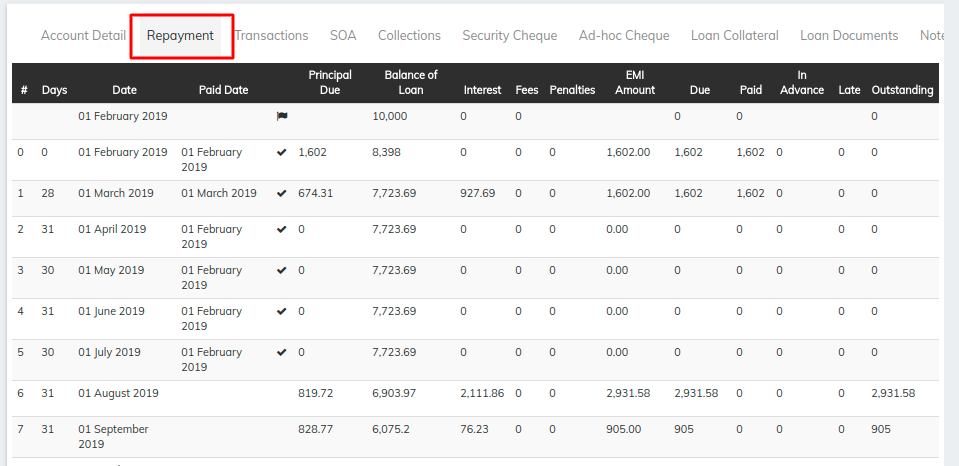 Account Detail Repayment Transactions SOA Collections Security Cheque Ad-hoc Cheque Loan Collateral Loan Documents Note
# Days Date Paid Date Principal Due Balance of Loan Interest Fees Penalties EMI Amount Due Paid In Advance Late Outstanding
01 February 2019 10,000 0 0 0 0
0 0 01 February 2019 01 February 2019 1,602 8,398 0 0 0 1,602.00 1,602 1,602 0 0 0
1 28 01 March 2019 01 March 2019 674.31 7,723.69 927.69 0 0 1,602.00 1,602 1,602 0 0 0
2 31 01 April 2019 01 February 2019 0 7,723.69 0 0 0 0.00 0 0 0 0 0
3 30 01 May 2019 01 February 2019 0 7,723.69 0 0 0 0.00 0 0 0 0 0
4 31 01 June 2019 01 February 2019 0 7,723.69 0 0 0 0.00 0 0 0 0 0
5 30 01 July 2019 01 February 2019 0 7,723.69 0 0 0 0.00 0 0 0 0 0
6 31 01 August 2019 819.72 6,903.97 2,111.86 0 0 2,931.58 2,931.58 0 0 0 2,931.58
7 31 01 September 2019 828.77 6,075.2 76.23 0 0 905.00 905 0 0 0 905